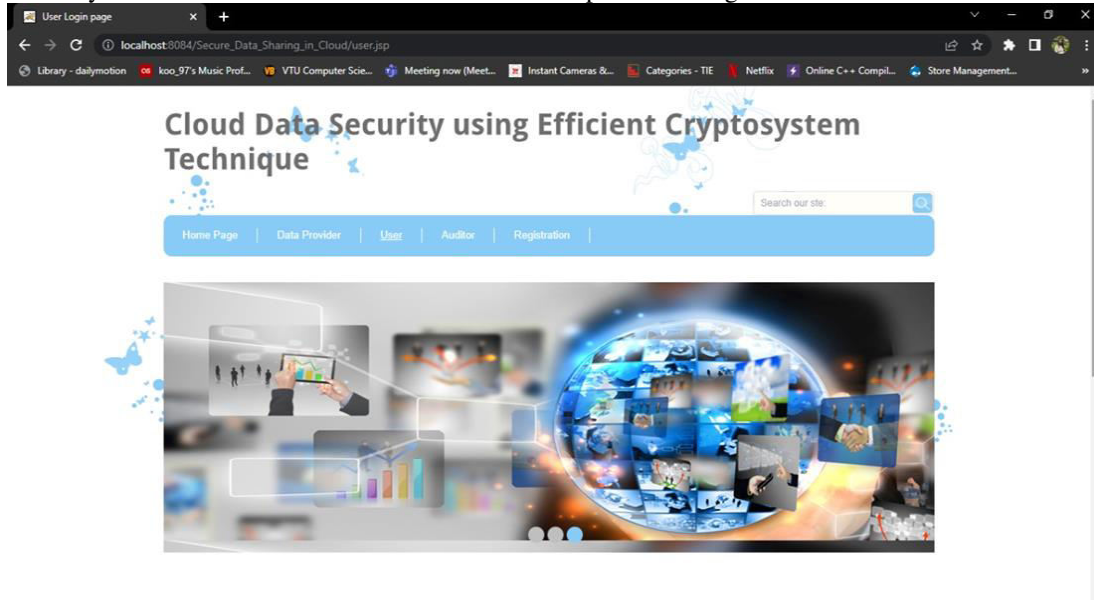 User Login page
localhost:8084/Secure_Data_Sharing_in_Cloud/user.jsp
Library - dailymotion koo_97's Music Prof... VTU Computer Scie... Meeting now (Meet... Instant Cameras &... Categories - TIE Netflix Online C++ Compil... Store Management... »
Cloud Data Security using Efficient Cryptosystem
Technique
Search our ste:
Home Page | Data Provider | User | Auditor | Registration |